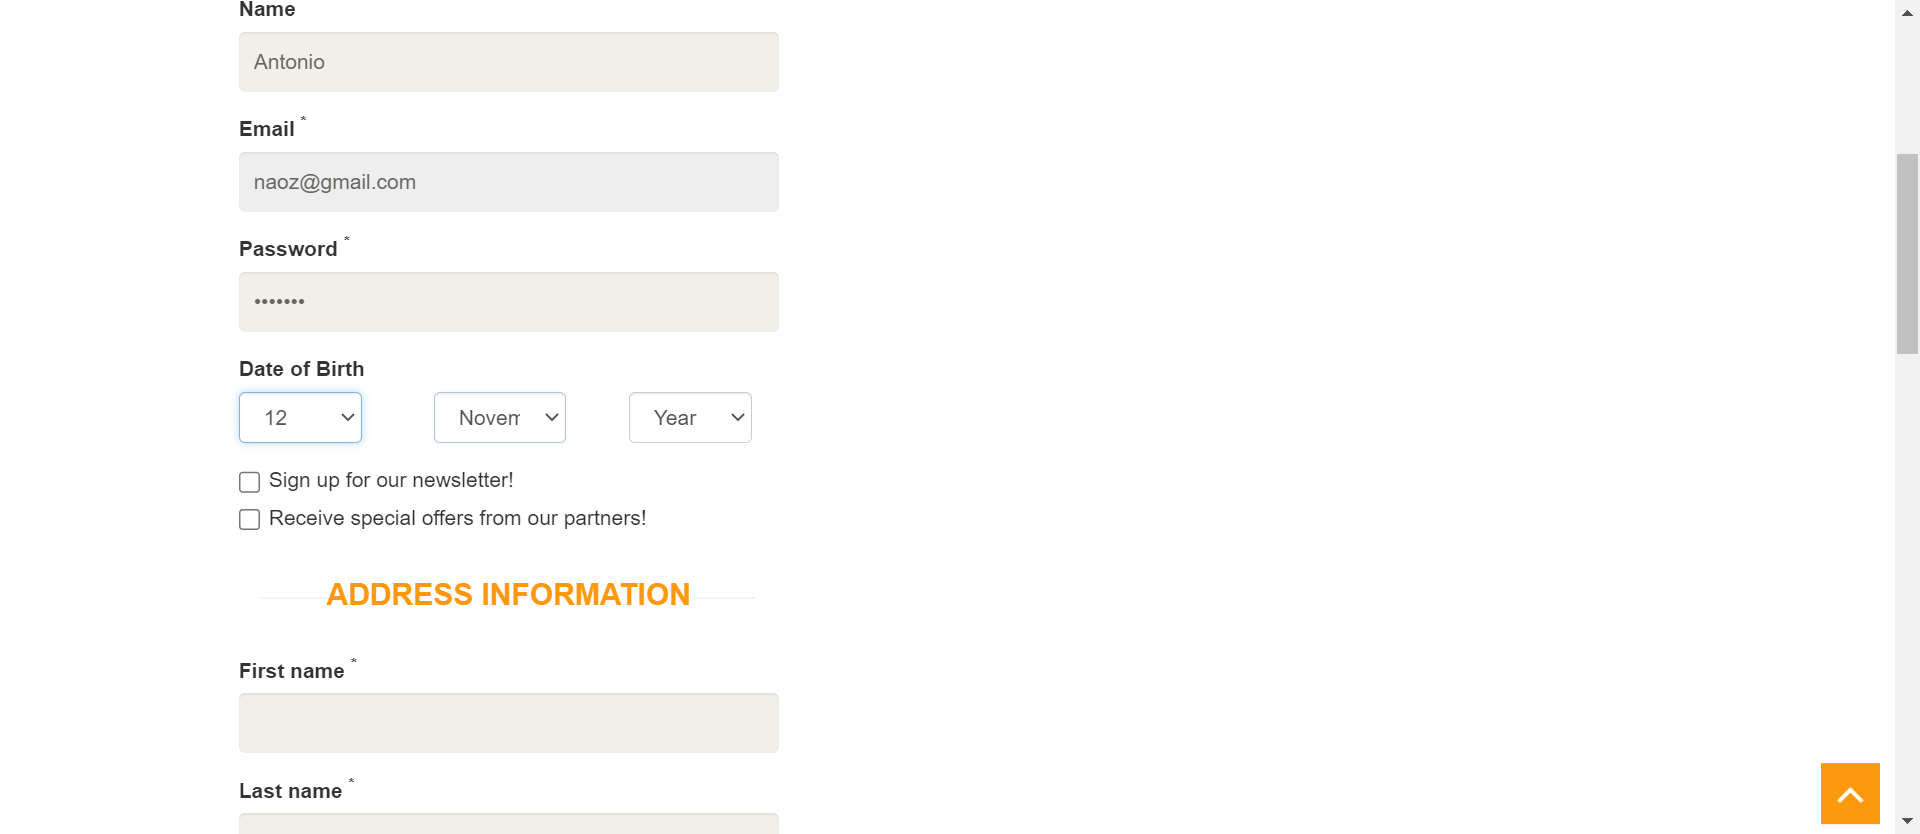 Name
Antonio
Email *
naoz@gmail.com
Password *
•••••••
Date of Birth
12 Novem Year
Sign up for our newsletter!
Receive special offers from our partners!
ADDRESS INFORMATION
First name *
Last name *